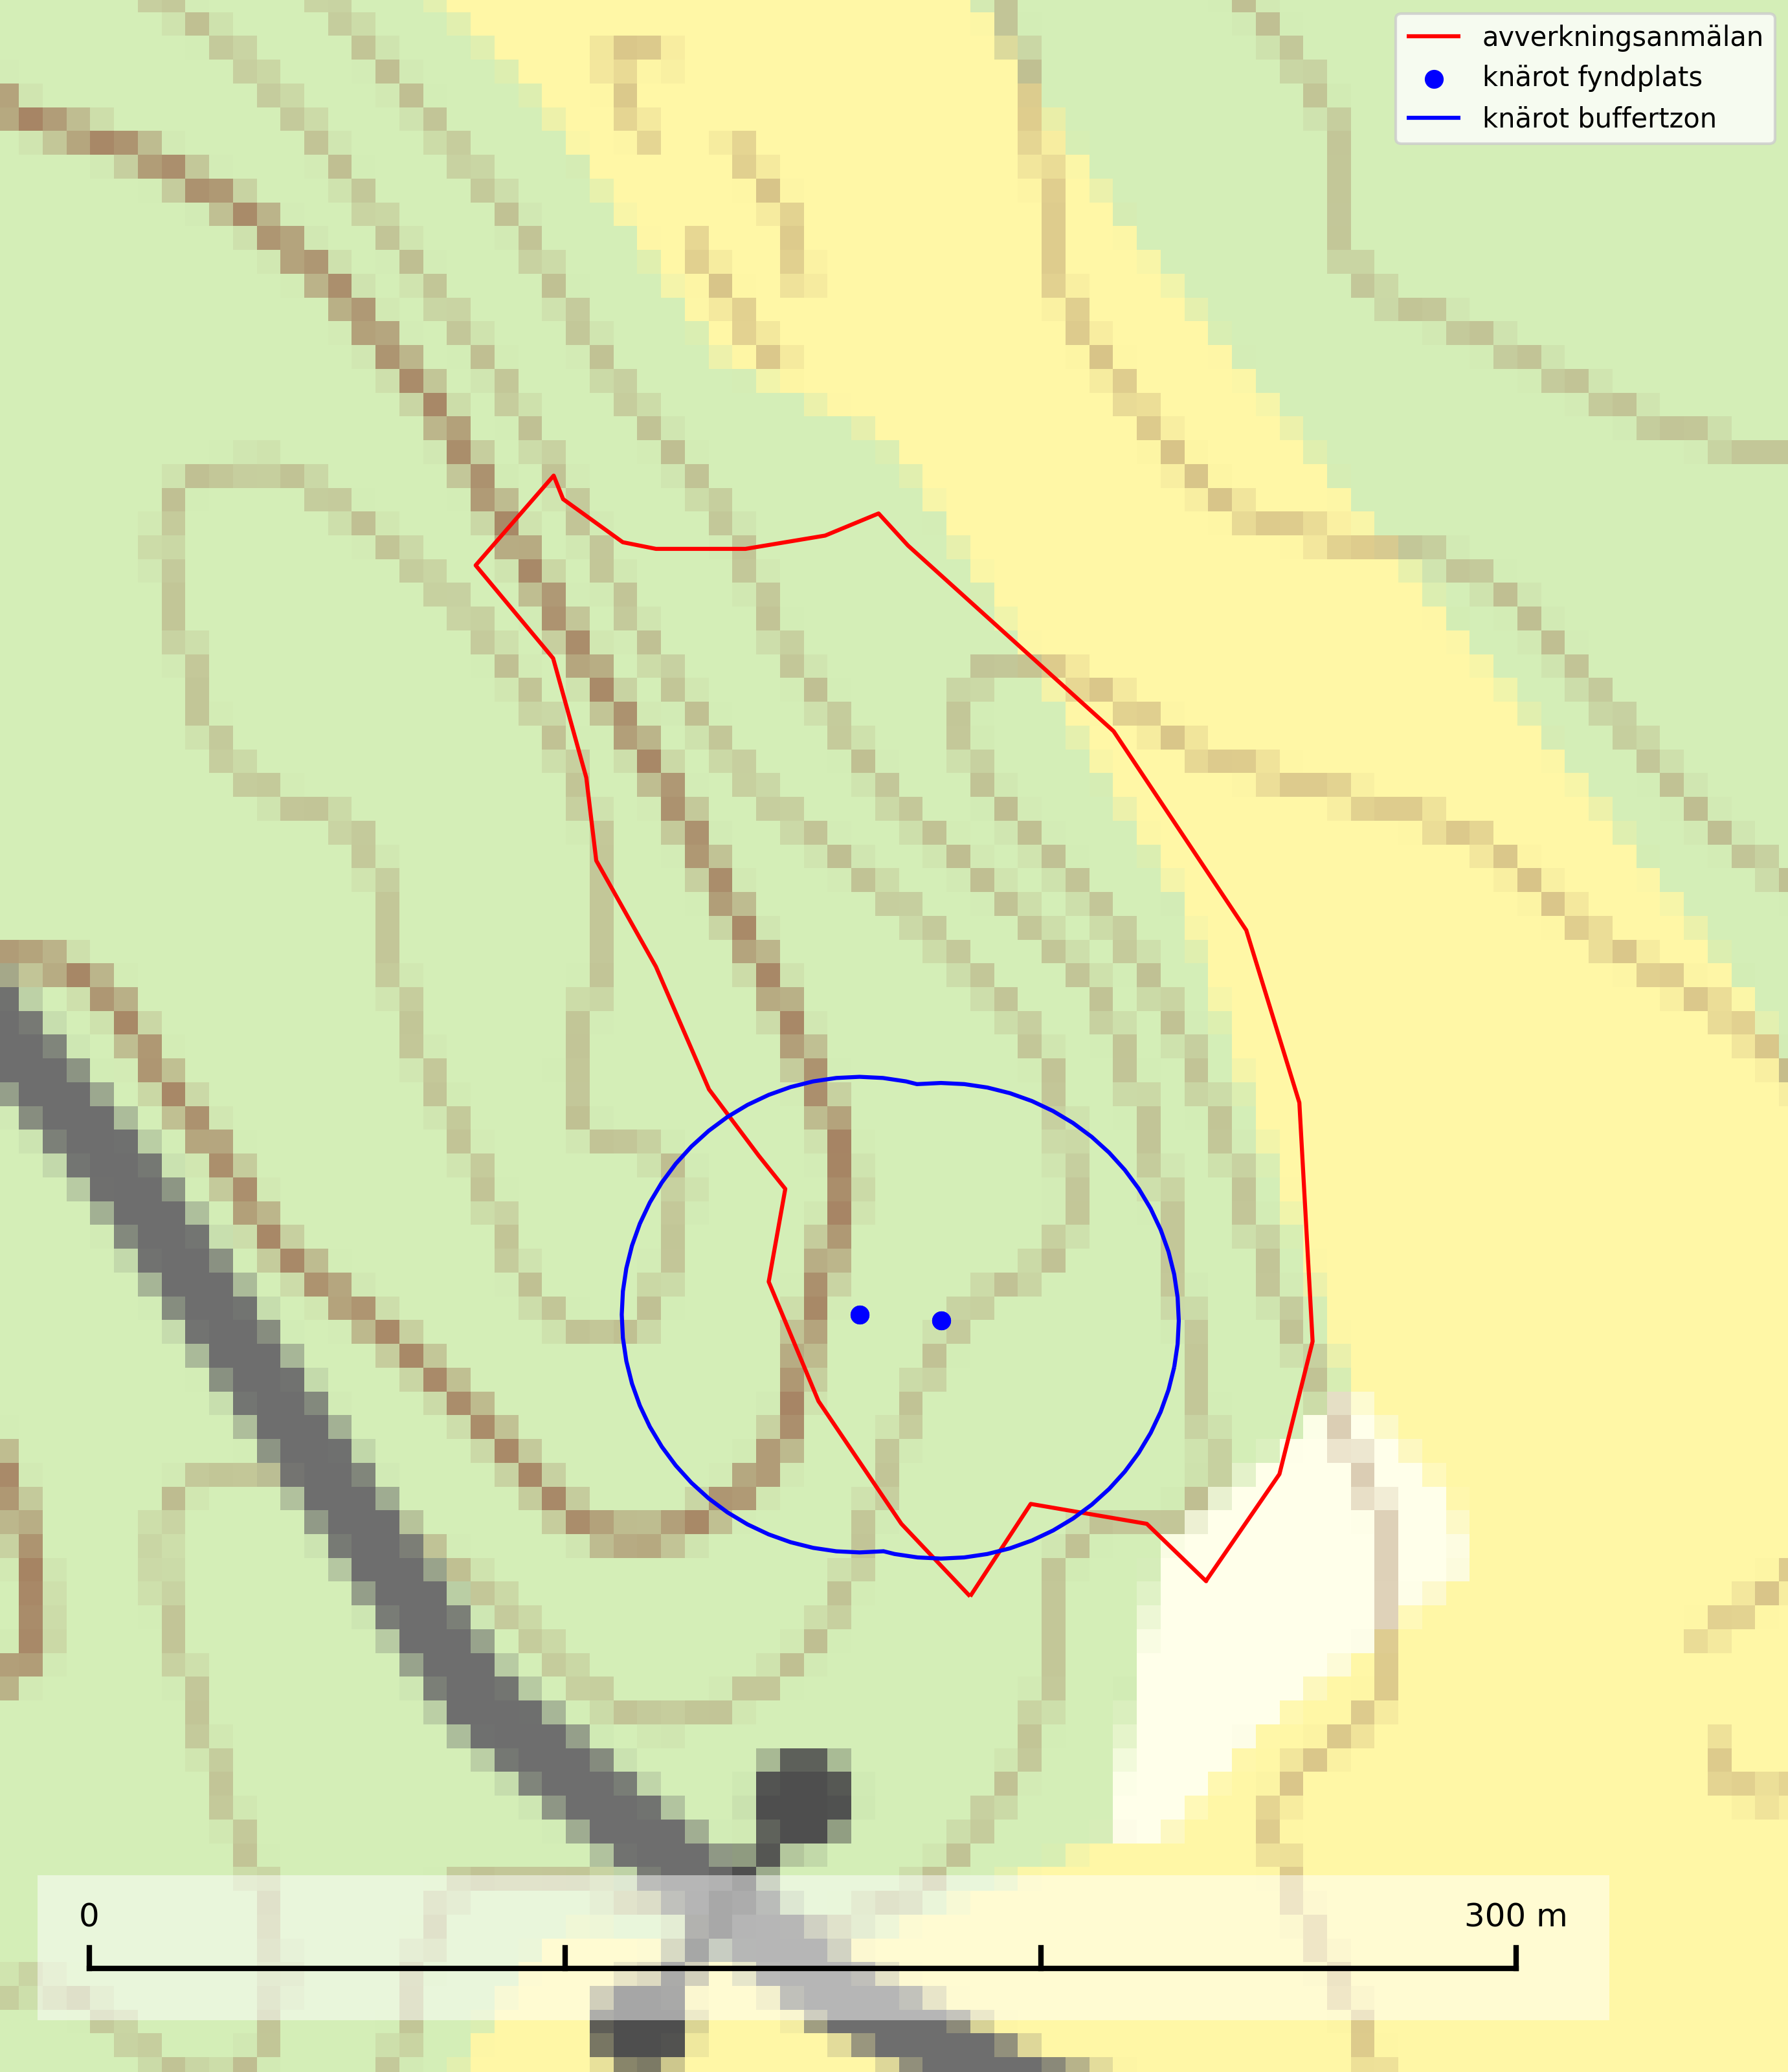 avverkningsanmälan
knärot fyndplats
knärot buffertzon
0
300 m